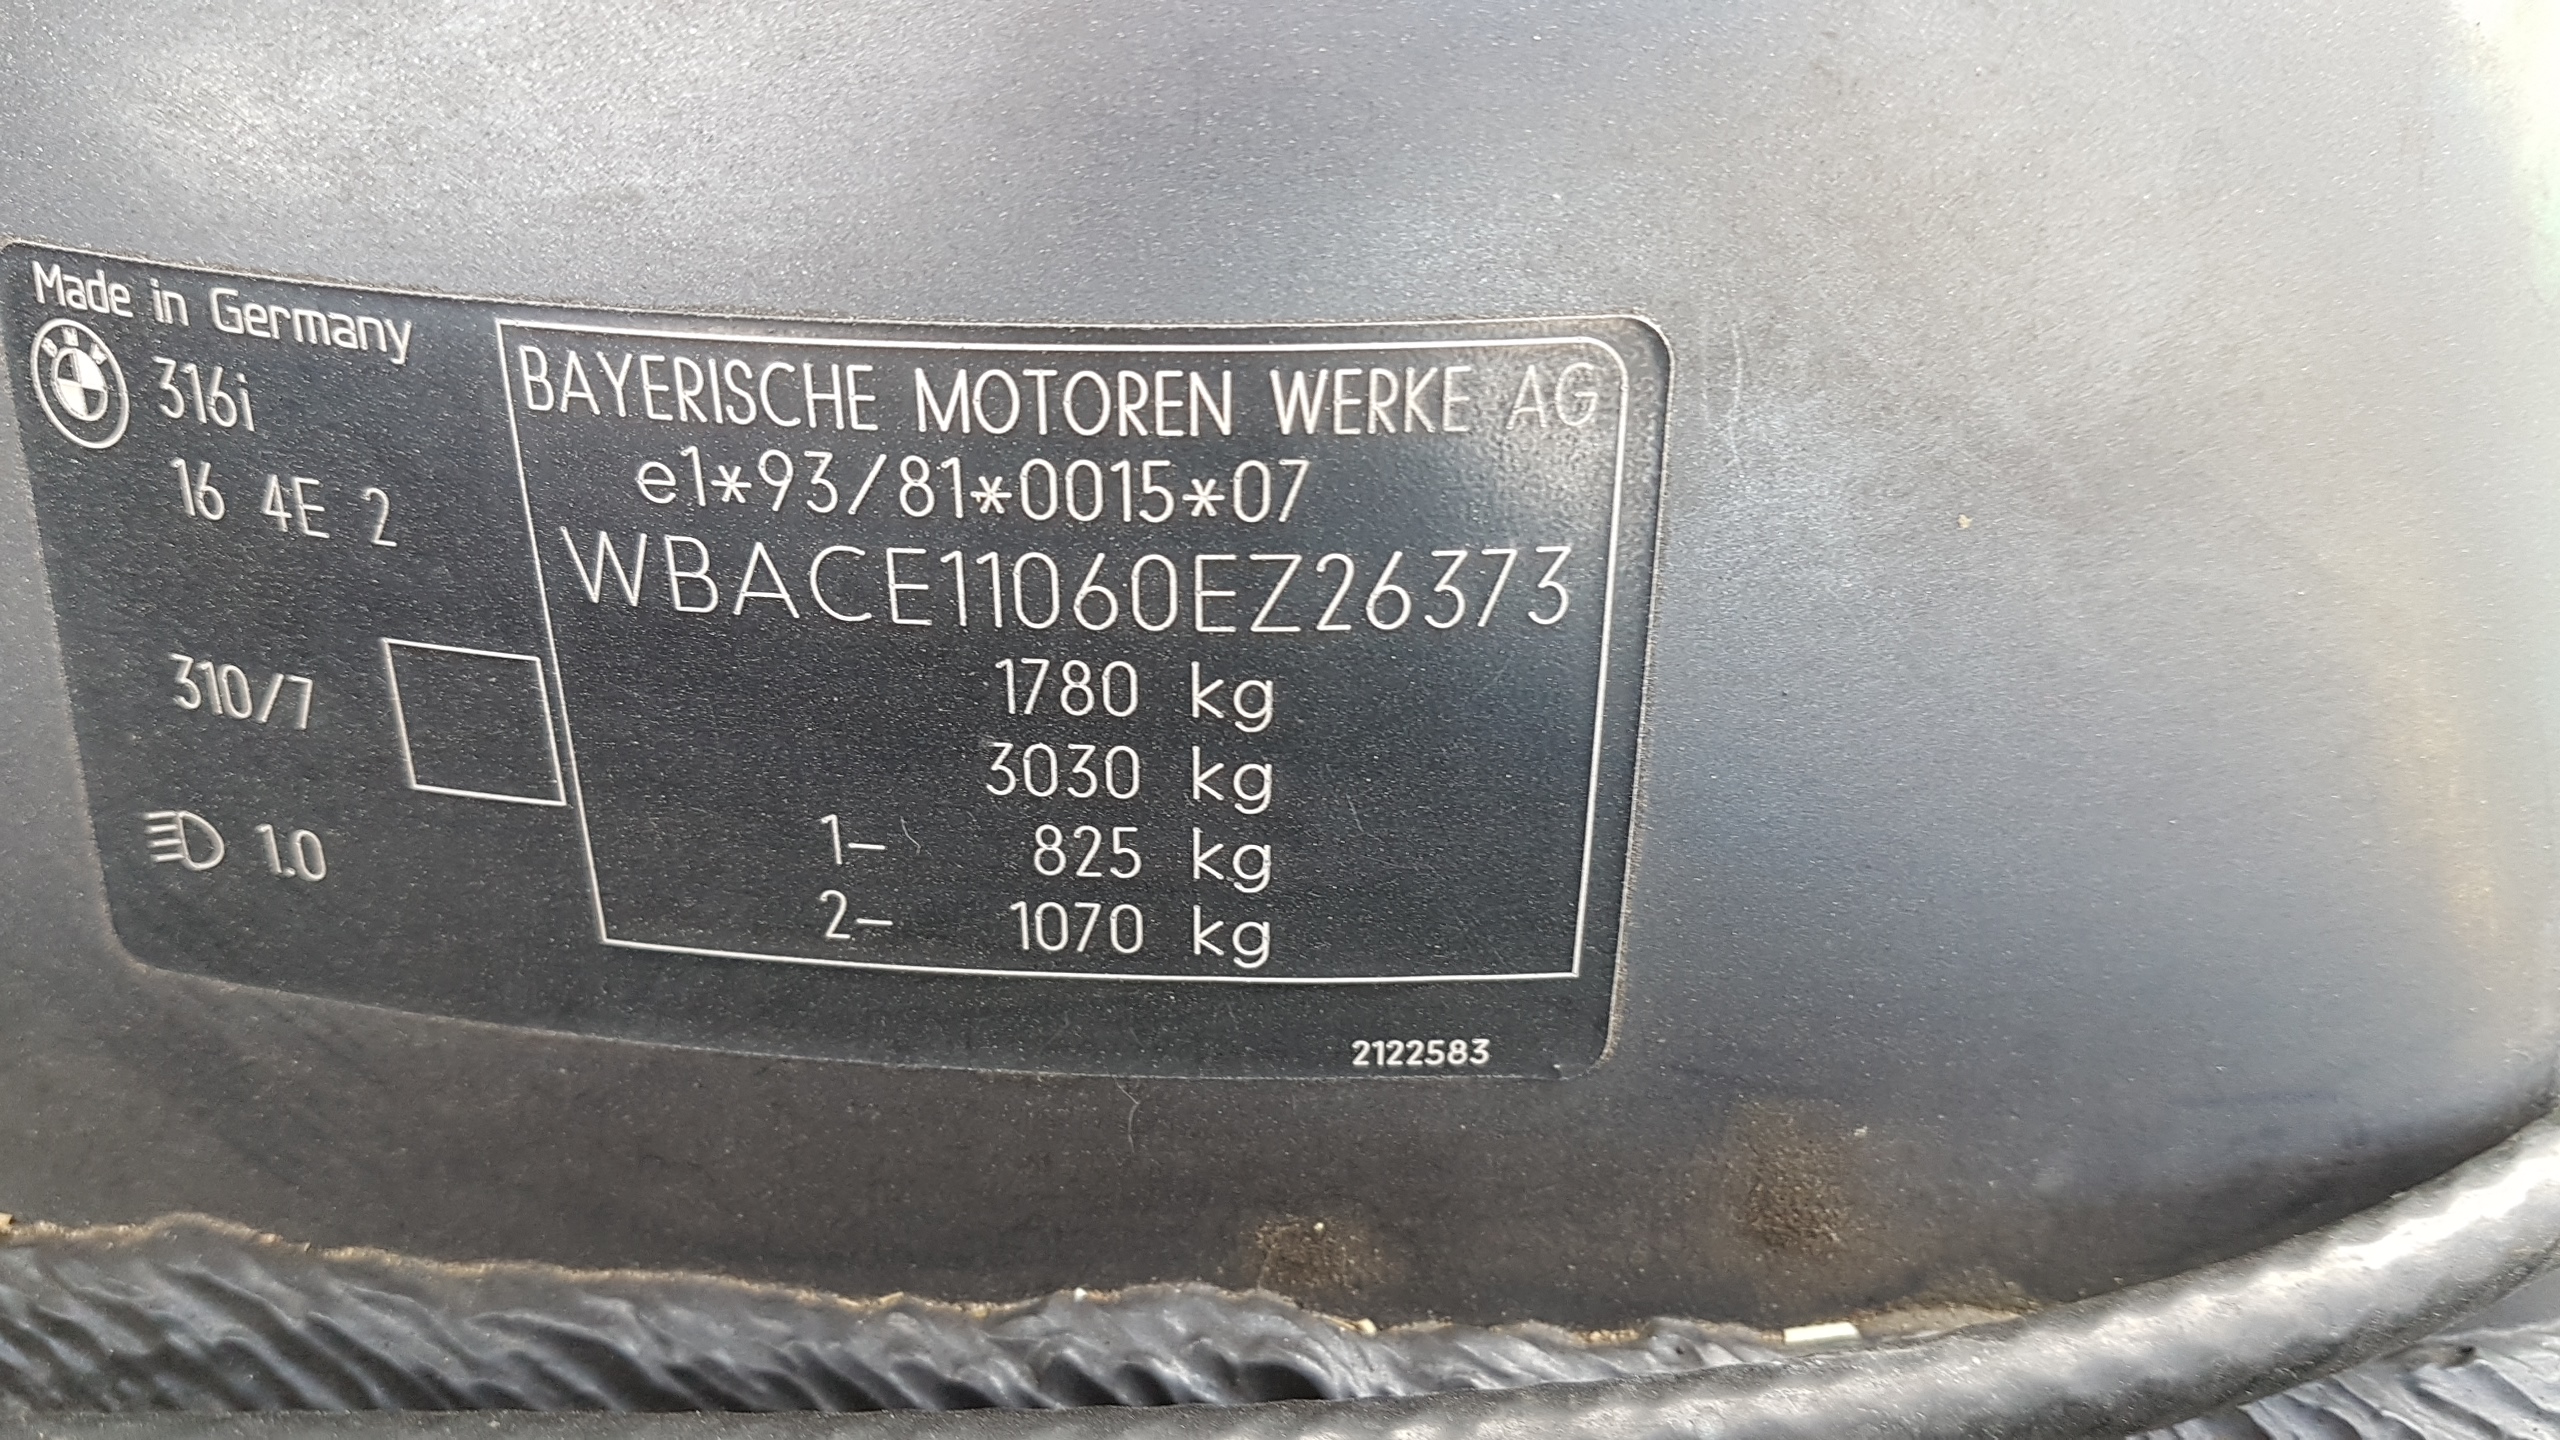 Made in Germany
BMW
316i
16 4E 2
310/7
1.0
BAYERISCHE MOTOREN WERKE AG
e1*93/81*0015*07
WBACE11060EZ26373
1780 kg
3030 kg
1- 825 kg
2- 1070 kg
2122583